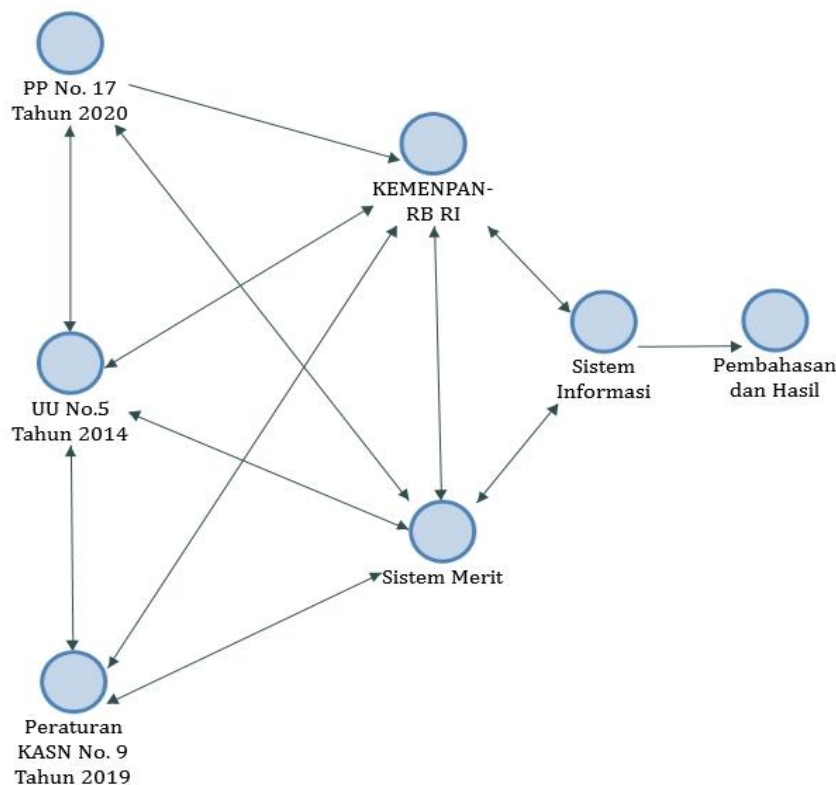 PP No. 17
Tahun 2020
KEMENPAN-
RB RI
UU No.5
Tahun 2014
Sistem
Informasi
Pembahasan
dan Hasil
Sistem Merit
Peraturan
KASN No. 9
Tahun 2019